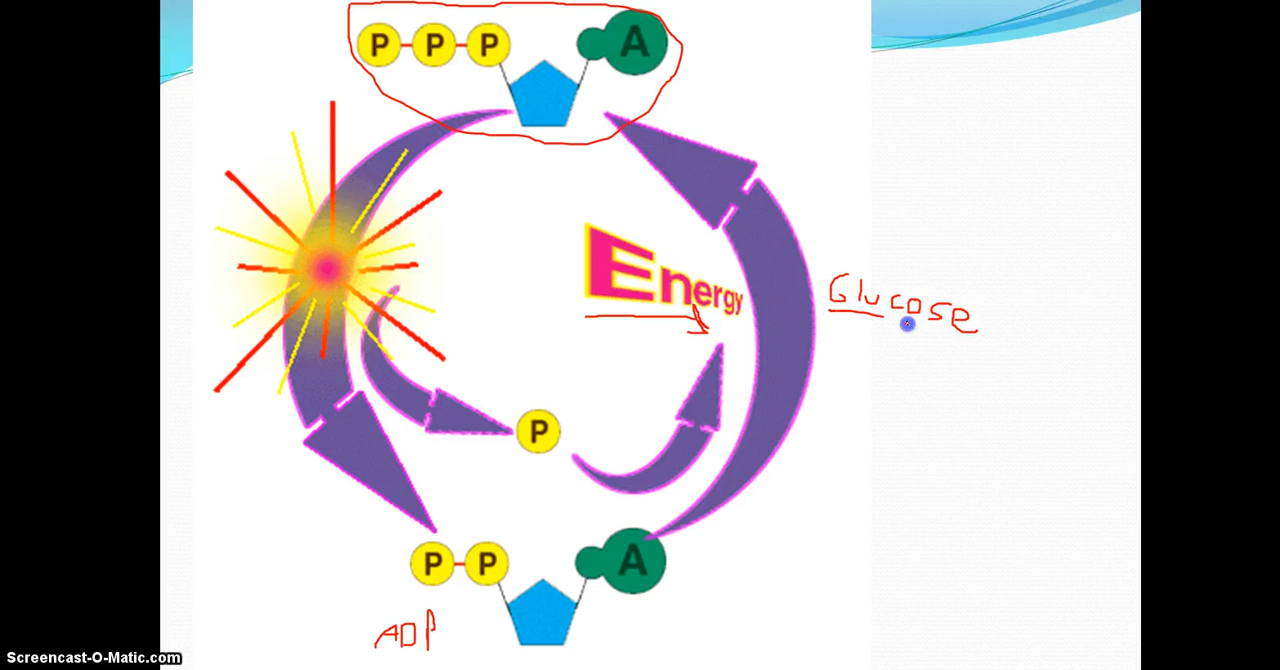 P P P A
Energy
Glucose
P
P P A
ADP
Screencast-O-Matic.com